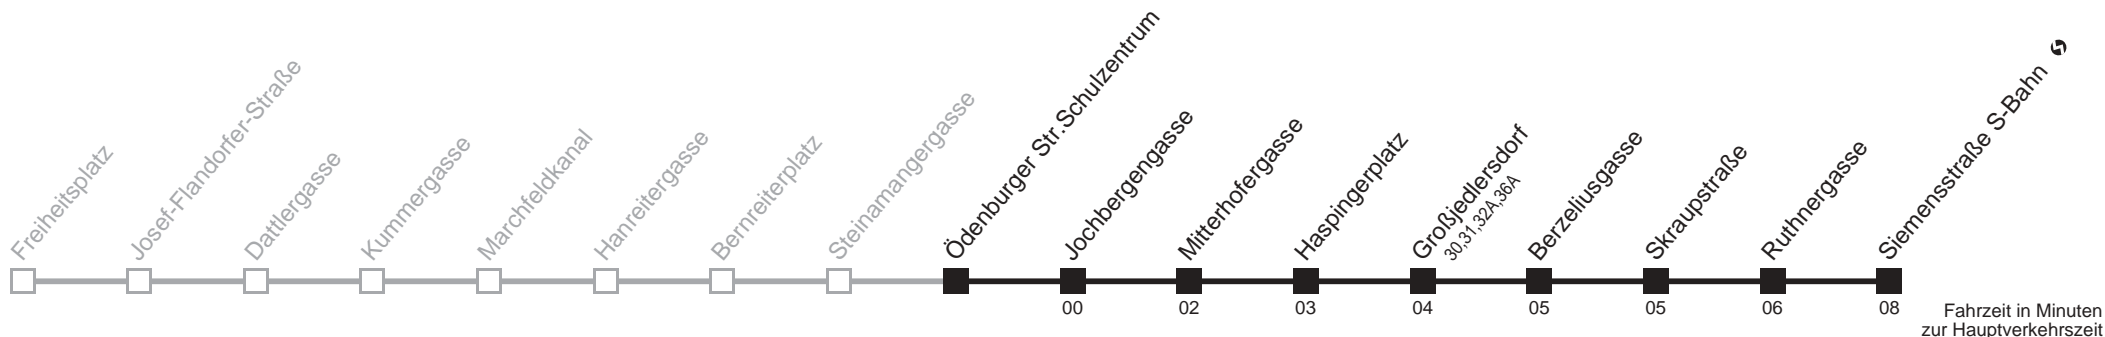 Freiheitsplatz
Josef-Flandorfer-Straße
Dattlergasse
Kummergasse
Marchfeldkanal
Hanreitergasse
Bernreiterplatz
Steinamangergasse
Ödenburger Str.Schulzentrum
Jochbergengasse
Mitterhofergasse
Haspingerplatz
Großjedlersdorf
30,31,32A,36A
Berzeliusgasse
Skraupstraße
Ruthnergasse
Siemensstraße S-Bahn
00
02
03
04
05
05
06
08
Fahrzeit in Minuten
zur Hauptverkehrszeit